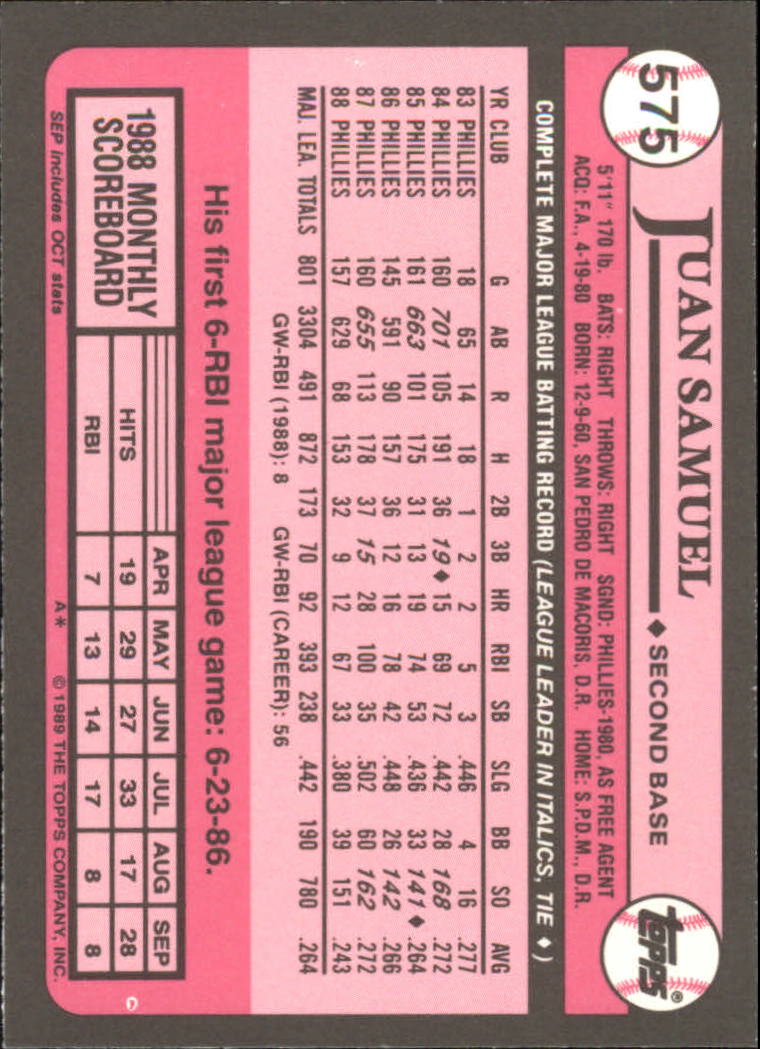 575
JUAN SAMUEL ♦ SECOND BASE
TOPPS®
5'11" 170 lb. BATS: RIGHT THROWS: RIGHT SGND: PHILLIES-1980, AS FREE AGENT
ACQ: F.A., 4-19-80 BORN: 12-9-60, SAN PEDRO DE MACORIS, D.R. HOME: S.P.D.M., D.R.
COMPLETE MAJOR LEAGUE BATTING RECORD (LEAGUE LEADER IN ITALICS, TIE ♦)
YR CLUB G AB R H 2B 3B HR RBI SB SLG BB SO AVG
83 PHILLIES 18 65 14 18 1 2 2 5 3 .446 4 16 .277
84 PHILLIES 160 701 105 191 36 19♦ 15 69 72 .442 28 168 .272
85 PHILLIES 161 663 101 175 31 13 19 74 53 .436 33 141♦ .264
86 PHILLIES 145 591 90 157 36 12 16 78 42 .448 26 142 .266
87 PHILLIES 160 655 113 178 37 15 28 100 35 .502 60 162 .272
88 PHILLIES 157 629 68 153 32 9 12 67 33 .380 39 151 .243
MAJ. LEA. TOTALS 801 3304 491 872 173 70 92 393 238 .442 190 780 .264
GW-RBI (1988): 8 GW-RBI (CAREER): 56
His first 6-RBI major league game: 6-23-86.
1988 MONTHLY
SCOREBOARD
APR MAY JUN JUL AUG SEP
HITS 19 29 27 33 17 28
RBI 7 13 14 17 8 8
SEP includes OCT stats A* © 1989 THE TOPPS COMPANY, INC.